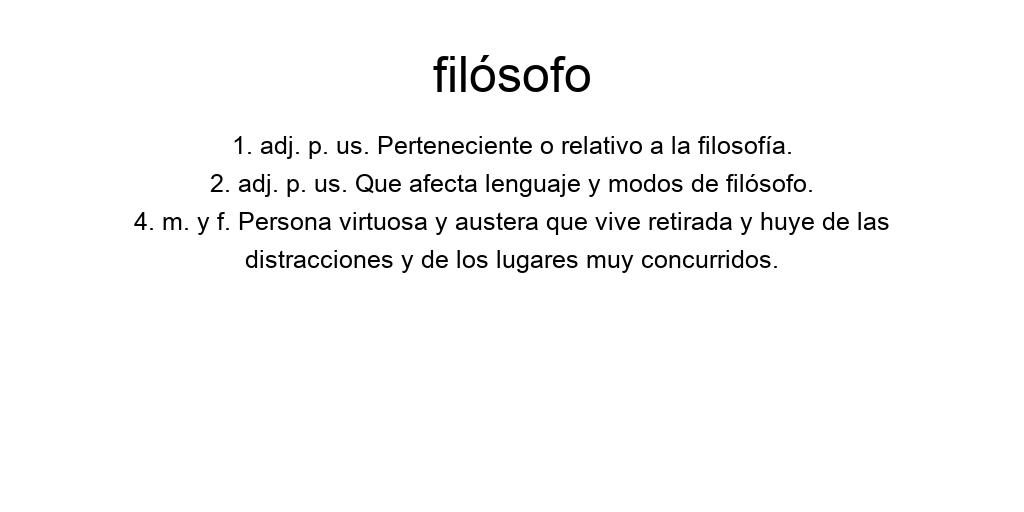 filósofo
1. adj. p. us. Perteneciente o relativo a la filosofía.
2. adj. p. us. Que afecta lenguaje y modos de filósofo.
4. m. y f. Persona virtuosa y austera que vive retirada y huye de las
distracciones y de los lugares muy concurridos.